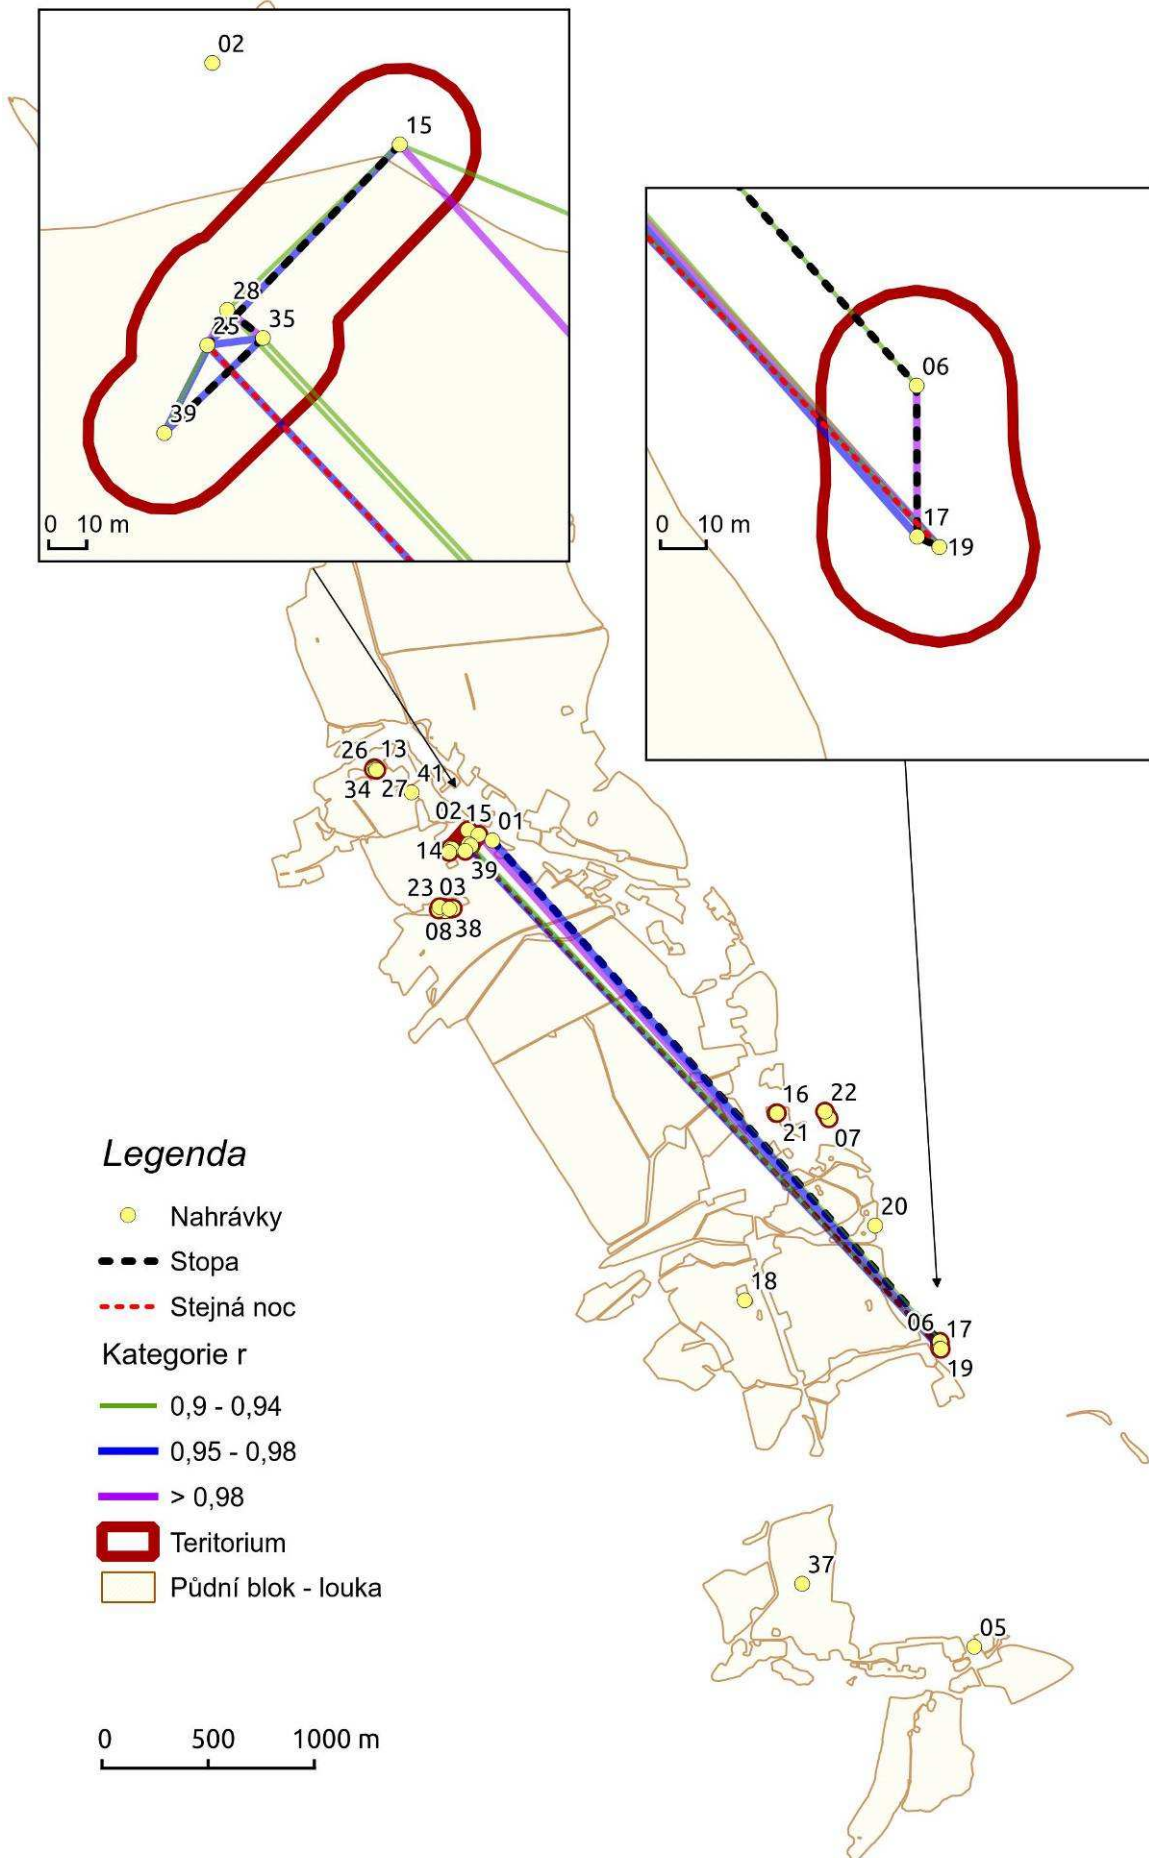 02
15
28
35
25
39
0 10 m
06
17
19
0 10 m
26 13
34 27
41
02 15 01
14
39
23 03
08 38
16
21
22
07
20
18
06 17
19
Legenda
Nahrávky
Stopa
Stejná noc
Kategorie r
0,9 - 0,94
0,95 - 0,98
> 0,98
Teritorium
Půdní blok - louka
37
05
0 500 1000 m